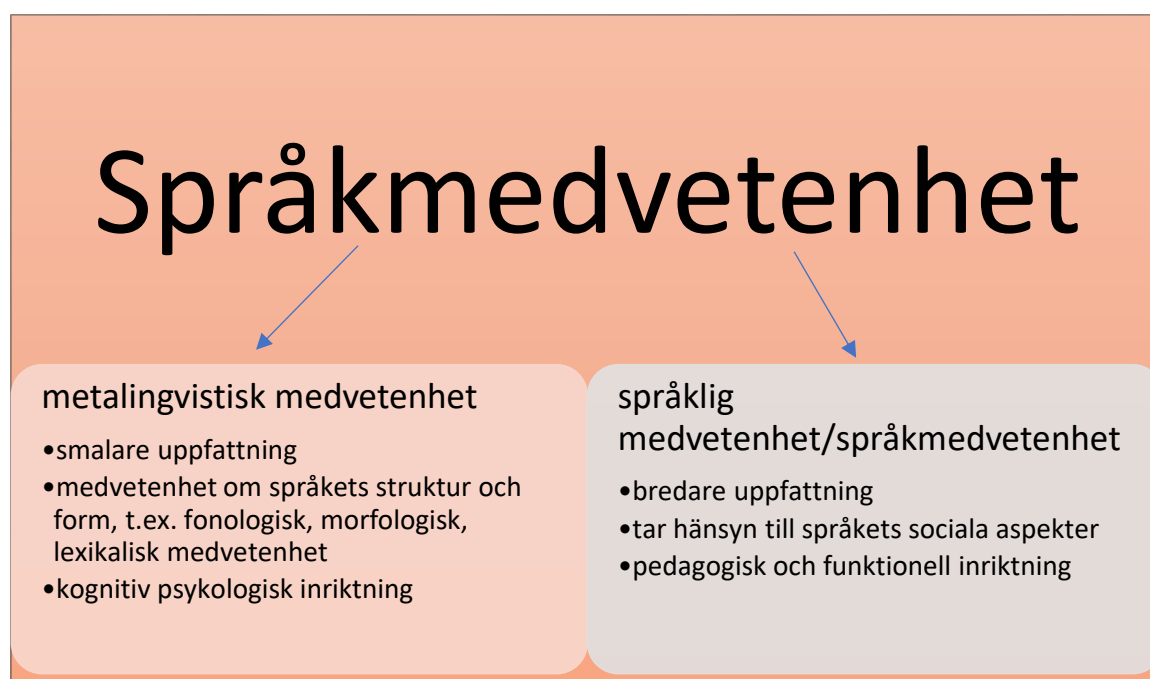 Språkmedvetenhet
metalingvistisk medvetenhet
•smalare uppfattning
•medvetenhet om språkets struktur och
form, t.ex. fonologisk, morfologisk,
lexikalisk medvetenhet
•kognitiv psykologisk inriktning
språklig
medvetenhet/språkmedvetenhet
•bredare uppfattning
•tar hänsyn till språkets sociala aspekter
•pedagogisk och funktionell inriktning